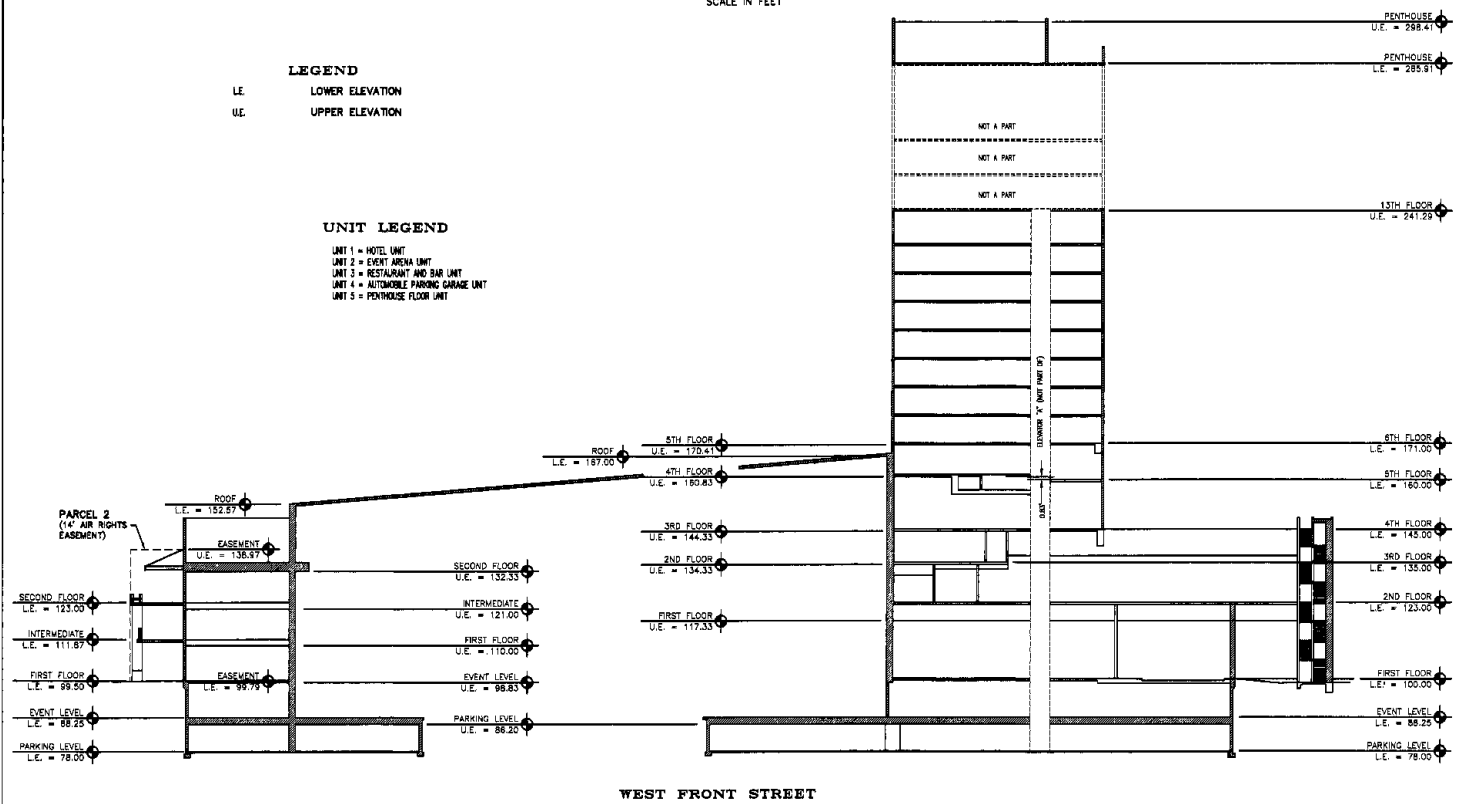 SCALE IN FEET
PENTHOUSE
U.E. = 298.41
PENTHOUSE
L.E. = 285.91
LEGEND
L.E. LOWER ELEVATION
U.E. UPPER ELEVATION
NOT A PART
NOT A PART
NOT A PART
13TH FLOOR
U.E. = 241.29
UNIT LEGEND
UNIT 1 = HOTEL UNIT
UNIT 2 = EVENT ARENA UNIT
UNIT 3 = RESTAURANT AND BAR UNIT
UNIT 4 = AUTOMOBILE PARKING GARAGE UNIT
UNIT 5 = PENTHOUSE FLOOR UNIT
ELEVATOR "A" (NOT PART OF)
0.83'
ROOF
L.E. = 167.00
5TH FLOOR
U.E. = 170.41
4TH FLOOR
U.E. = 160.83
3RD FLOOR
U.E. = 144.33
2ND FLOOR
U.E. = 134.33
FIRST FLOOR
U.E. = 117.33
6TH FLOOR
L.E. = 171.00
5TH FLOOR
L.E. = 160.00
4TH FLOOR
L.E. = 145.00
3RD FLOOR
L.E. = 135.00
2ND FLOOR
L.E. = 123.00
FIRST FLOOR
L.E. = 100.00
EVENT LEVEL
L.E. = 88.25
PARKING LEVEL
L.E. = 78.00
ROOF
L.E. = 152.57
PARCEL 2
(14' AIR RIGHTS
EASEMENT)
EASEMENT
U.E. = 138.97
SECOND FLOOR
U.E. = 132.33
SECOND FLOOR
L.E. = 123.00
INTERMEDIATE
U.E. = 121.00
INTERMEDIATE
L.E. = 111.67
FIRST FLOOR
U.E. = 110.00
FIRST FLOOR
L.E. = 99.50
EASEMENT
L.E. = 99.79
EVENT LEVEL
U.E. = 98.83
EVENT LEVEL
L.E. = 88.25
PARKING LEVEL
U.E. = 86.20
PARKING LEVEL
L.E. = 78.00
WEST FRONT STREET